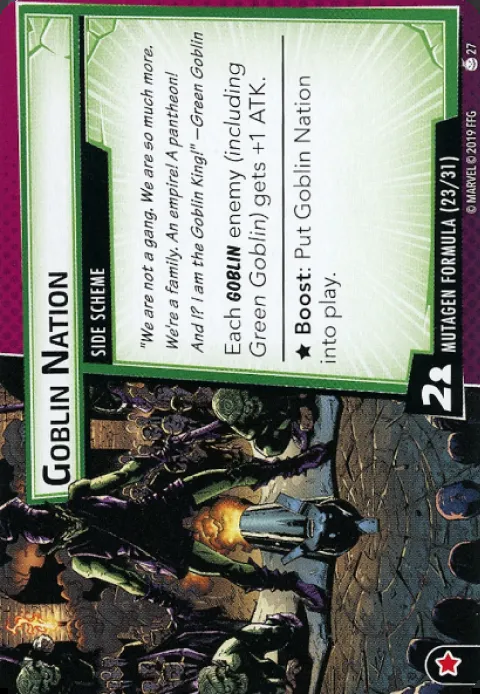 GOBLIN NATION
SIDE SCHEME
"We are not a gang. We are so much more.
We're a family. An empire! A pantheon!
And I? I am the Goblin King!" —Green Goblin
Each GOBLIN enemy (including
Green Goblin) gets +1 ATK.
★ Boost: Put Goblin Nation
into play.
2
MUTAGEN FORMULA (23/31)
© MARVEL © 2019 FFG
27